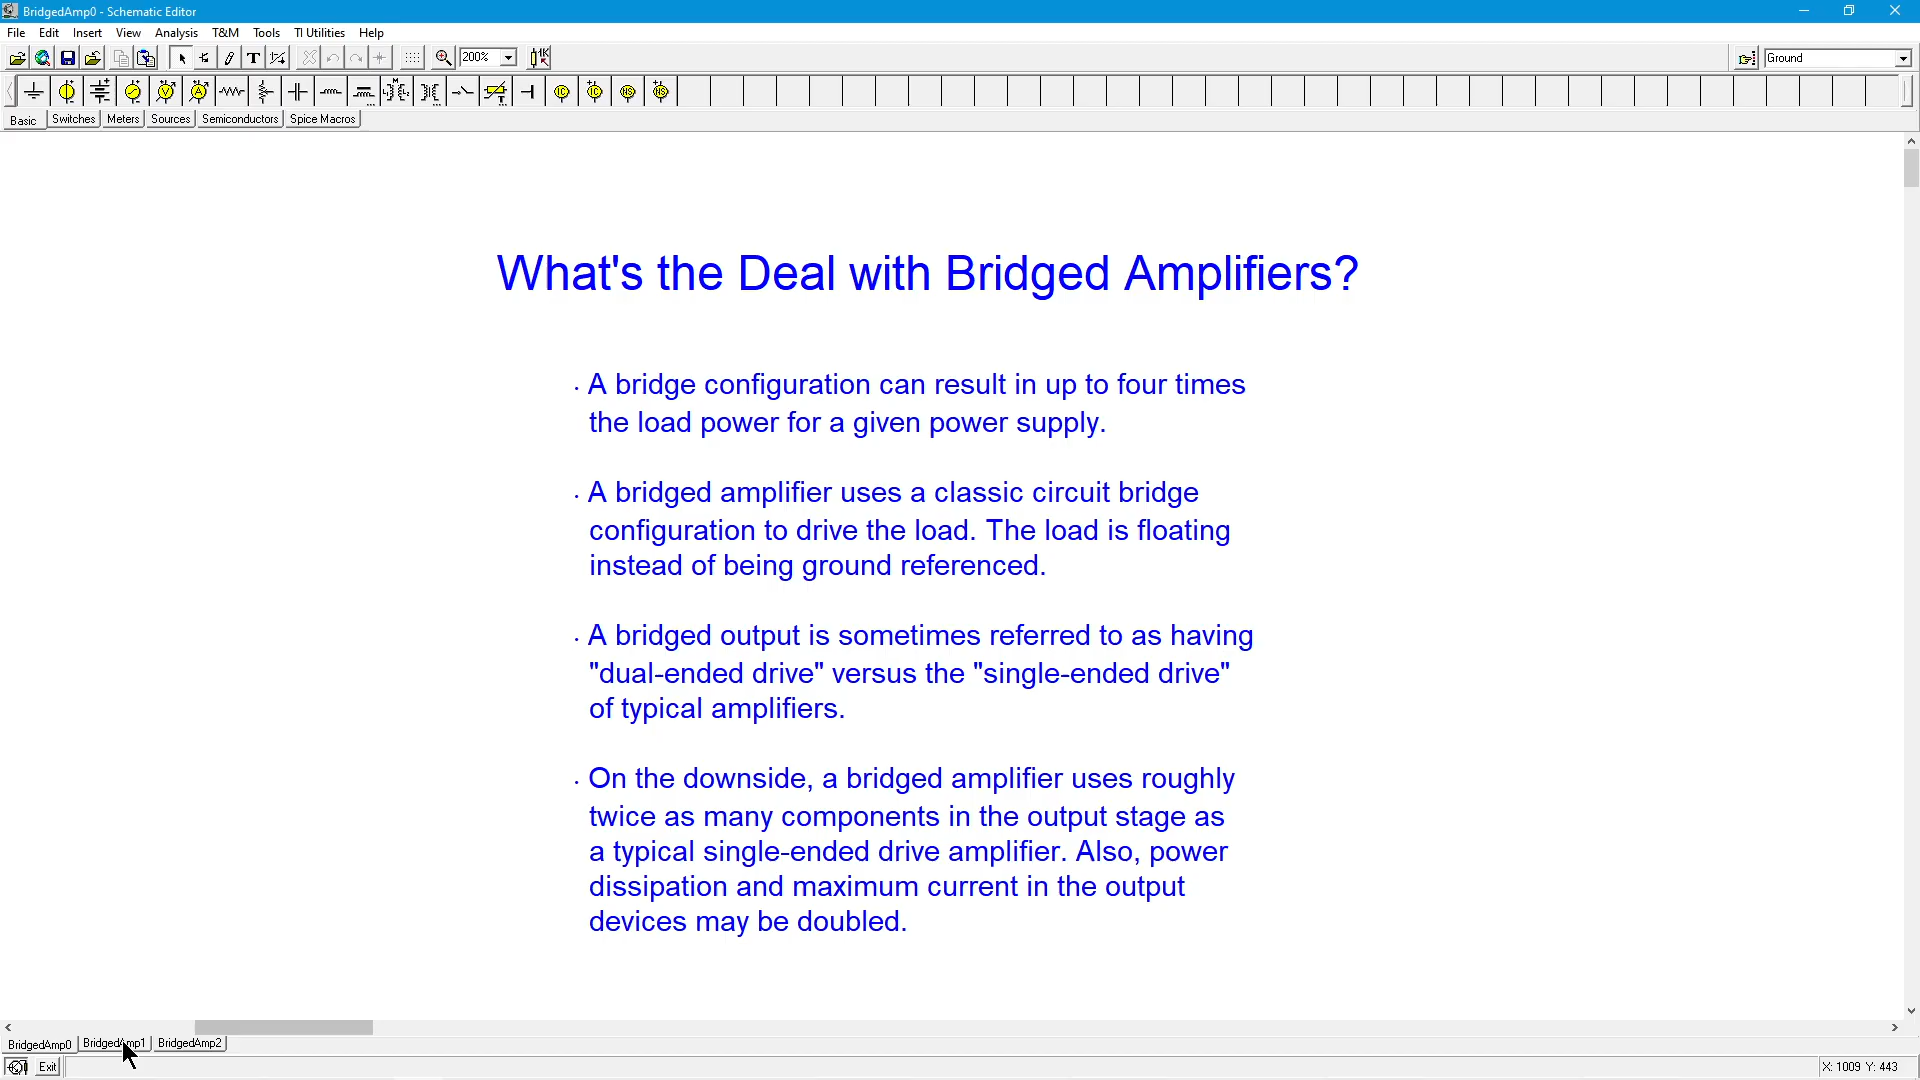 BridgedAmp0 - Schematic Editor
File Edit Insert View Analysis T&M Tools TI Utilities Help
200% 1K Ground
Basic Switches Meters Sources Semiconductors Spice Macros
What's the Deal with Bridged Amplifiers?
· A bridge configuration can result in up to four times
the load power for a given power supply.
· A bridged amplifier uses a classic circuit bridge
configuration to drive the load. The load is floating
instead of being ground referenced.
· A bridged output is sometimes referred to as having
"dual-ended drive" versus the "single-ended drive"
of typical amplifiers.
· On the downside, a bridged amplifier uses roughly
twice as many components in the output stage as
a typical single-ended drive amplifier. Also, power
dissipation and maximum current in the output
devices may be doubled.
BridgedAmp0 BridgedAmp1 BridgedAmp2
Exit X: 1009 Y: 443